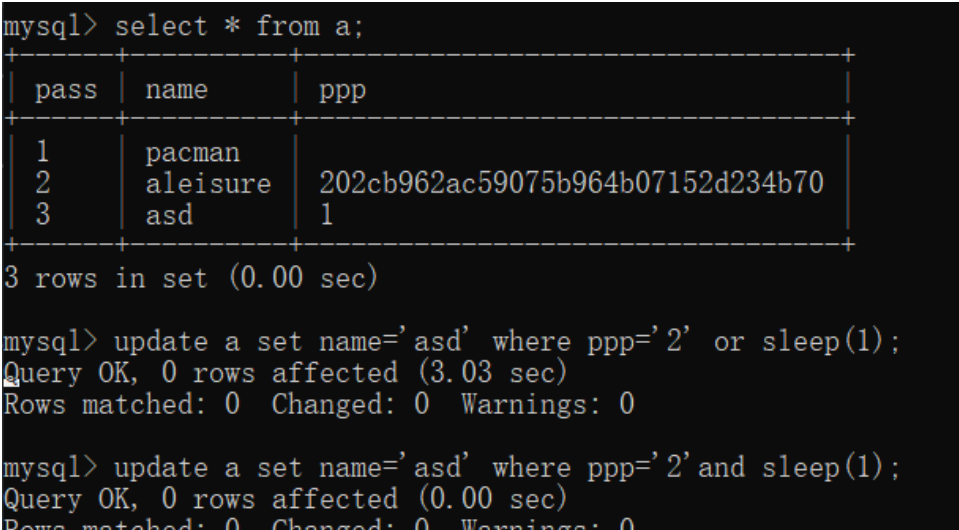 mysql> select * from a;
pass name ppp
1 pacman
2 aleisure 202cb962ac59075b964b07152d234b70
3 asd 1
3 rows in set (0.00 sec)
mysql> update a set name='asd' where ppp='2' or sleep(1);
Query OK, 0 rows affected (3.03 sec)
Rows matched: 0 Changed: 0 Warnings: 0
mysql> update a set name='asd' where ppp='2'and sleep(1);
Query OK, 0 rows affected (0.00 sec)
Rows matched: 0 Changed: 0 Warnings: 0